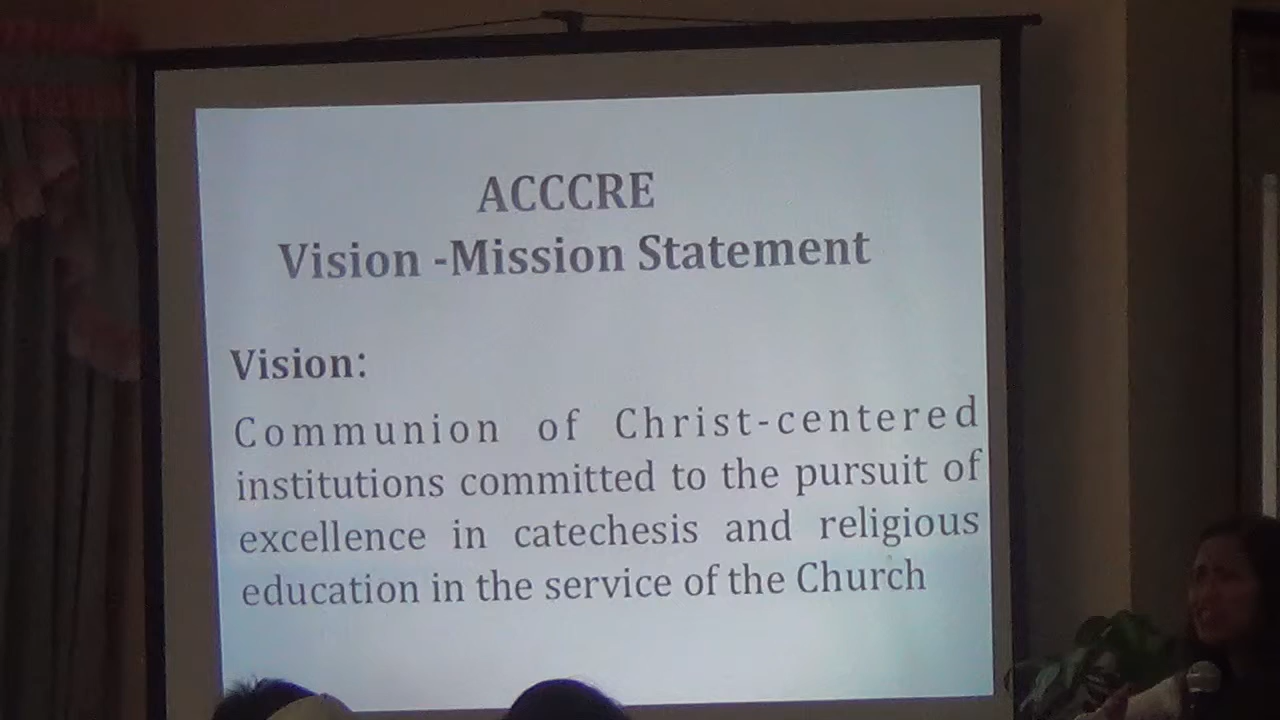 ACCCRE
Vision -Mission Statement
Vision:
Communion of Christ-centered
institutions committed to the pursuit of
excellence in catechesis and religious
education in the service of the Church